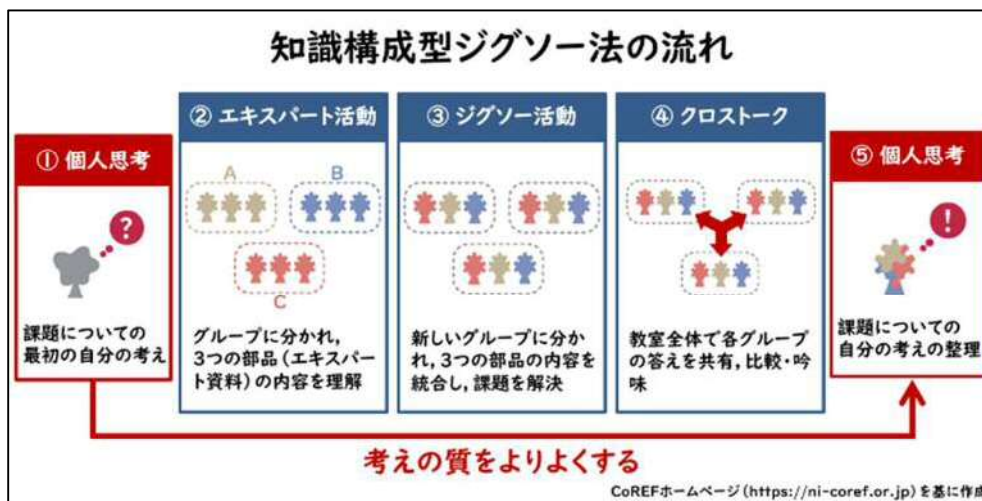 知識構成型ジグソー法の流れ
① 個人思考
?
課題についての
最初の自分の考え
② エキスパート活動
A
B
C
グループに分かれ,
3つの部品(エキスパー
ト資料)の内容を理解
③ ジグソー活動
新しいグループに分か
れ,3つの部品の内容を
統合し,課題を解決
④ クロストーク
教室全体で各グループ
の答えを共有,比較・吟
味
⑤ 個人思考
!
課題についての
自分の考えの整理
考えの質をよりよくする
CoREFホームページ(https://ni-coref.or.jp)を基に作成